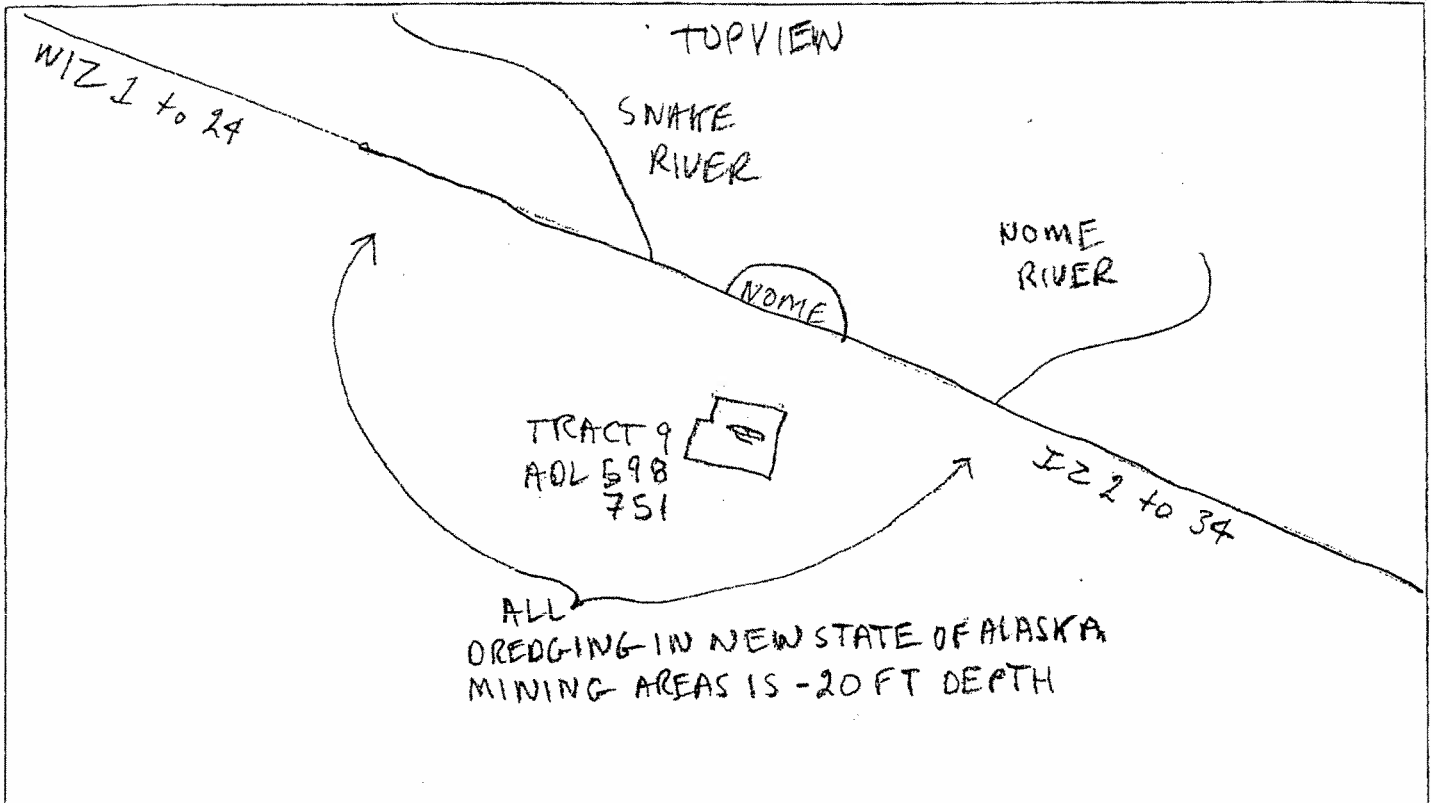 TOPVIEW
WIZ 1 to 24
SNAKE
RIVER
NOME
RIVER
NOME
TRACT 9
ADL 598
751
IZ 2 to 34
ALL
DREDGING IN NEW STATE OF ALASKA
MINING AREAS IS -20 FT DEPTH